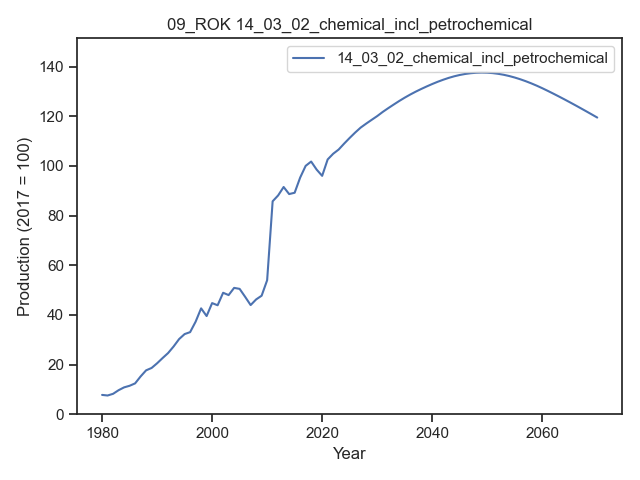 09_ROK 14_03_02_chemical_incl_petrochemical
14_03_02_chemical_incl_petrochemical
Production (2017 = 100)
140
120
100
80
60
40
20
0
1980 2000 2020 2040 2060
Year